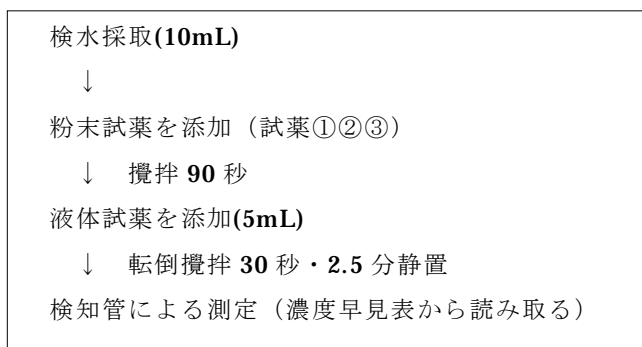 検水採取(10mL)
↓
粉末試薬を添加（試薬①②③）
↓ 攪拌 90 秒
液体試薬を添加(5mL)
↓ 転倒攪拌 30 秒・2.5 分静置
検知管による測定（濃度早見表から読み取る）